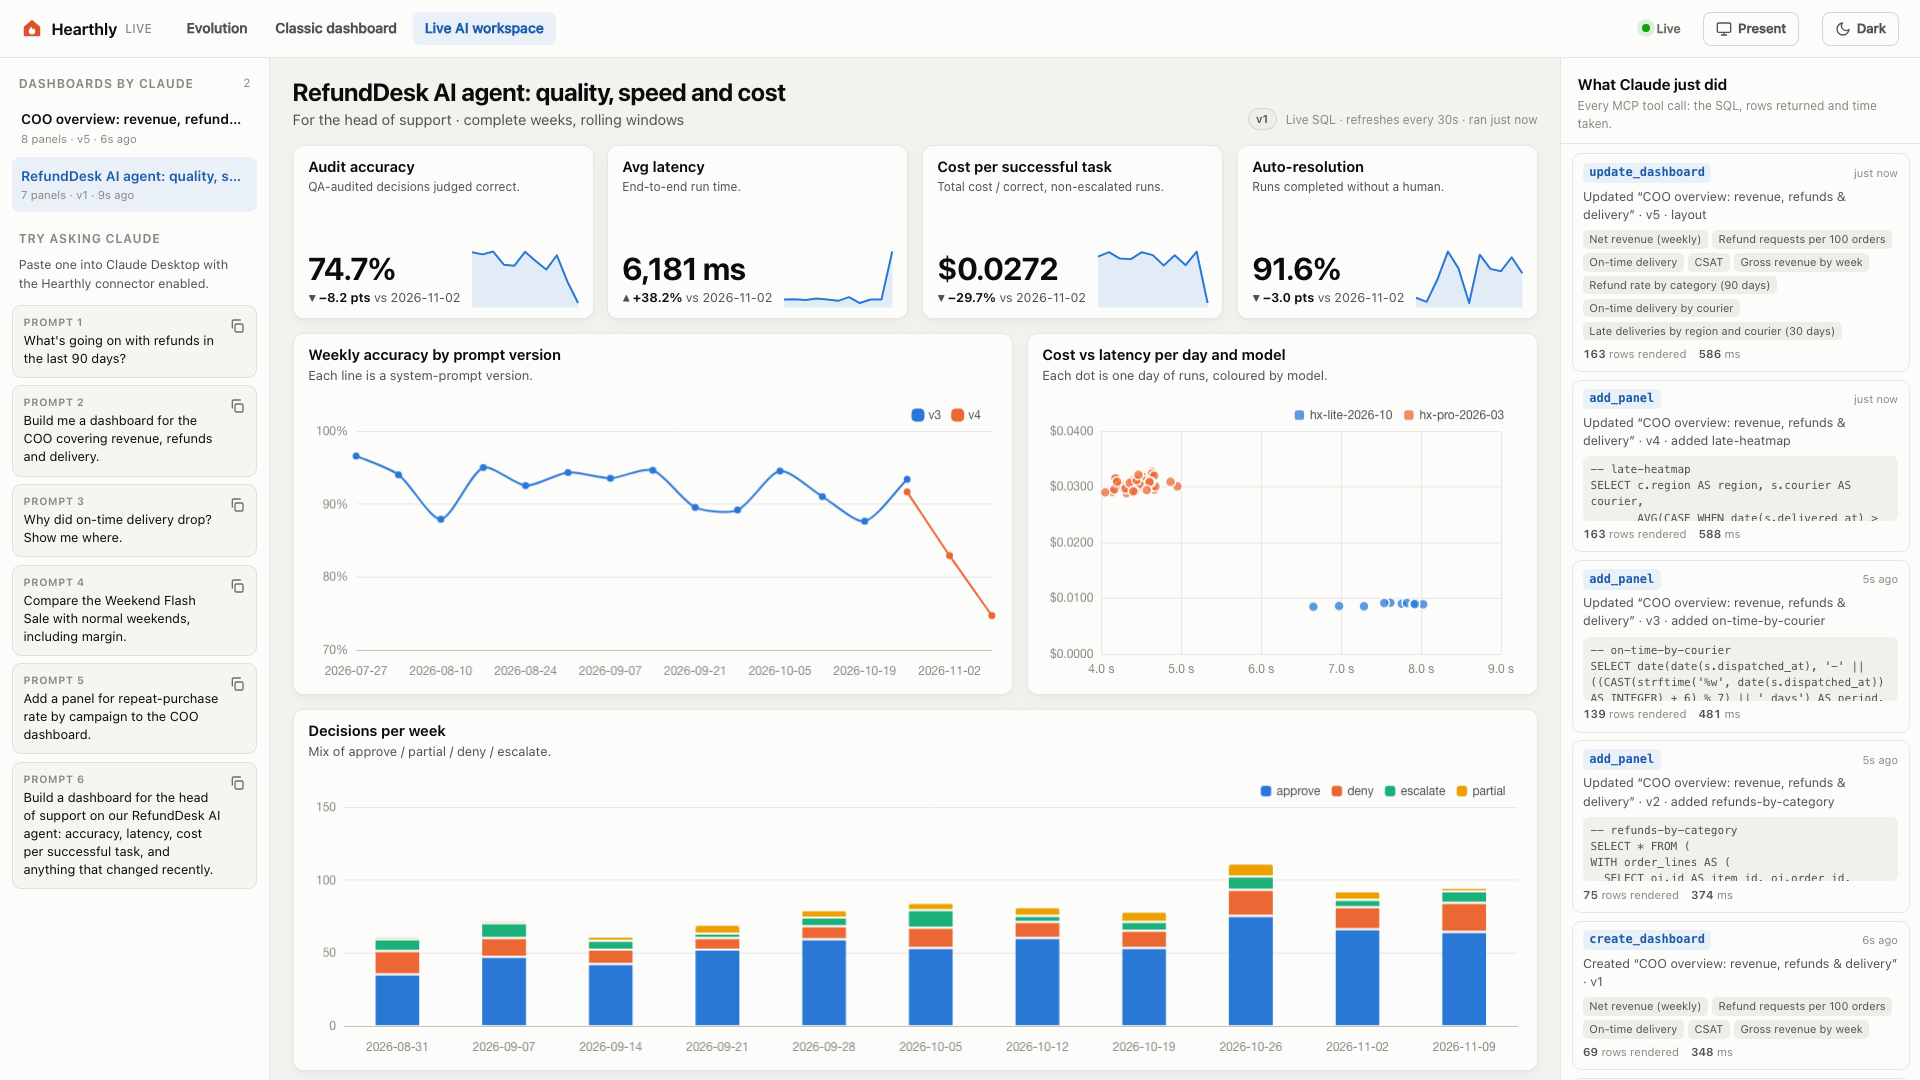 Hearthly LIVE
Evolution
Classic dashboard
Live AI workspace
Live
Present
Dark
DASHBOARDS BY CLAUDE 2
COO overview: revenue, refund...
8 panels · v5 · 6s ago
RefundDesk AI agent: quality, s...
7 panels · v1 · 9s ago
TRY ASKING CLAUDE
Paste one into Claude Desktop with
the Hearthly connector enabled.
PROMPT 1
What's going on with refunds in
the last 90 days?
PROMPT 2
Build me a dashboard for the
COO covering revenue, refunds
and delivery.
PROMPT 3
Why did on-time delivery drop?
Show me where.
PROMPT 4
Compare the Weekend Flash
Sale with normal weekends,
including margin.
PROMPT 5
Add a panel for repeat-purchase
rate by campaign to the COO
dashboard.
PROMPT 6
Build a dashboard for the head
of support on our RefundDesk AI
agent: accuracy, latency, cost
per successful task, and
anything that changed recently.
RefundDesk AI agent: quality, speed and cost
For the head of support · complete weeks, rolling windows
v1 Live SQL · refreshes every 30s · ran just now
Audit accuracy
QA-audited decisions judged correct.
74.7%
▼ −8.2 pts vs 2026-11-02
Avg latency
End-to-end run time.
6,181 ms
▲ +38.2% vs 2026-11-02
Cost per successful task
Total cost / correct, non-escalated runs.
$0.0272
▼ −29.7% vs 2026-11-02
Auto-resolution
Runs completed without a human.
91.6%
▼ −3.0 pts vs 2026-11-02
Weekly accuracy by prompt version
Each line is a system-prompt version.
v3 v4
100%
90%
80%
70%
2026-07-27 2026-08-10 2026-08-24 2026-09-07 2026-09-21 2026-10-05 2026-10-19 2026-11-02
Cost vs latency per day and model
Each dot is one day of runs, coloured by model.
hx-lite-2026-10 hx-pro-2026-03
$0.0400
$0.0300
$0.0200
$0.0100
$0.0000
4.0 s 5.0 s 6.0 s 7.0 s 8.0 s 9.0 s
Decisions per week
Mix of approve / partial / deny / escalate.
approve deny escalate partial
150
100
50
0
2026-08-31 2026-09-07 2026-09-14 2026-09-21 2026-09-28 2026-10-05 2026-10-12 2026-10-19 2026-10-26 2026-11-02 2026-11-09
What Claude just did
Every MCP tool call: the SQL, rows returned and time
taken.
update_dashboard just now
Updated “COO overview: revenue, refunds &
delivery” · v5 · layout
Net revenue (weekly) Refund requests per 100 orders
On-time delivery CSAT Gross revenue by week
Refund rate by category (90 days)
On-time delivery by courier
Late deliveries by region and courier (30 days)
163 rows rendered 586 ms
add_panel just now
Updated “COO overview: revenue, refunds &
delivery” · v4 · added late-heatmap
-- late-heatmap
SELECT c.region AS region, s.courier AS
courier,
AVG(CASE WHEN date(s.delivered_at) >
163 rows rendered 588 ms
add_panel 5s ago
Updated “COO overview: revenue, refunds &
delivery” · v3 · added on-time-by-courier
-- on-time-by-courier
SELECT date(date(s.dispatched_at), '-' ||
((CAST(strftime('%w', date(s.dispatched_at))
AS INTEGER) + 6) % 7) || ' days') AS period,
139 rows rendered 481 ms
add_panel 5s ago
Updated “COO overview: revenue, refunds &
delivery” · v2 · added refunds-by-category
-- refunds-by-category
SELECT * FROM (
WITH order_lines AS (
SELECT oi.id AS item_id, oi.order_id,
75 rows rendered 374 ms
create_dashboard 6s ago
Created “COO overview: revenue, refunds & delivery”
· v1
Net revenue (weekly) Refund requests per 100 orders
On-time delivery CSAT Gross revenue by week
69 rows rendered 348 ms